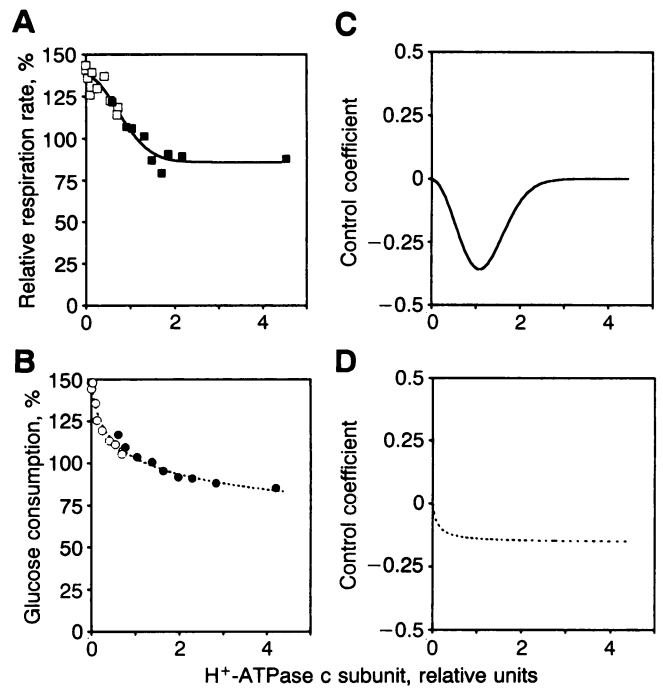 A
Relative respiration rate, %
150
125
100
75
50
25
0
0 2 4
B
Glucose consumption, %
150
125
100
75
50
25
0
0 2 4
C
Control coefficient
0.5
0.25
0
−0.25
−0.5
0 2 4
D
Control coefficient
0.5
0.25
0
−0.25
−0.5
0 2 4
H+-ATPase c subunit, relative units